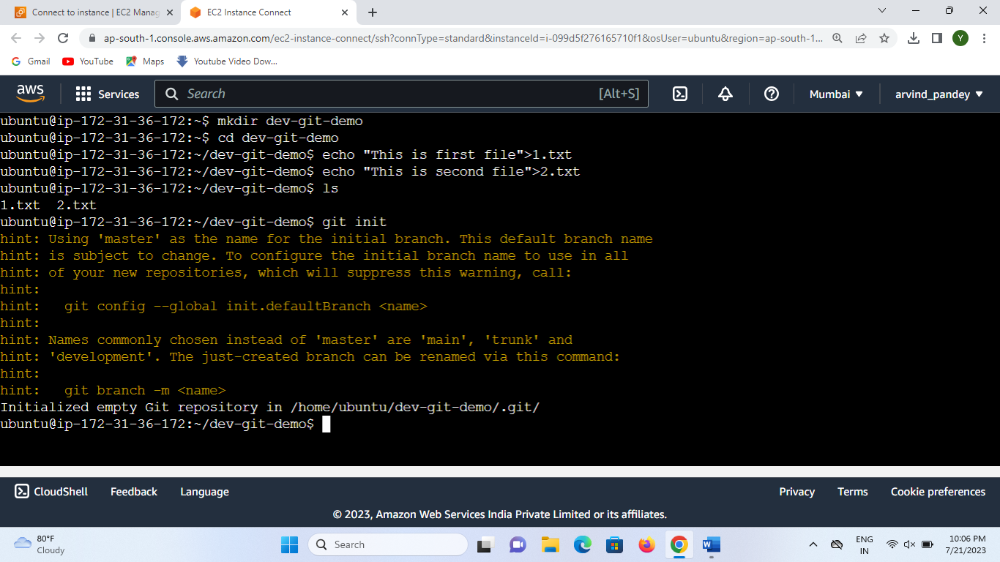 Connect to instance | EC2 Manag
EC2 Instance Connect
ap-south-1.console.aws.amazon.com/ec2-instance-connect/ssh?connType=standard&instanceId=i-099d5f276165710f1&osUser=ubuntu&region=ap-south-1...
Y
Gmail
YouTube
Maps
Youtube Video Dow...
aws
Services
Search
[Alt+S]
Mumbai
arvind_pandey
ubuntu@ip-172-31-36-172:~$ mkdir dev-git-demo
ubuntu@ip-172-31-36-172:~$ cd dev-git-demo
ubuntu@ip-172-31-36-172:~/dev-git-demo$ echo "This is first file">1.txt
ubuntu@ip-172-31-36-172:~/dev-git-demo$ echo "This is second file">2.txt
ubuntu@ip-172-31-36-172:~/dev-git-demo$ ls
1.txt  2.txt
ubuntu@ip-172-31-36-172:~/dev-git-demo$ git init
hint: Using 'master' as the name for the initial branch. This default branch name
hint: is subject to change. To configure the initial branch name to use in all
hint: of your new repositories, which will suppress this warning, call:
hint:
hint:   git config --global init.defaultBranch <name>
hint:
hint: Names commonly chosen instead of 'master' are 'main', 'trunk' and
hint: 'development'. The just-created branch can be renamed via this command:
hint:
hint:   git branch -m <name>
Initialized empty Git repository in /home/ubuntu/dev-git-demo/.git/
ubuntu@ip-172-31-36-172:~/dev-git-demo$
CloudShell
Feedback
Language
Privacy
Terms
Cookie preferences
© 2023, Amazon Web Services India Private Limited or its affiliates.
80°F
Cloudy
Search
ENG
IN
10:06 PM
7/21/2023